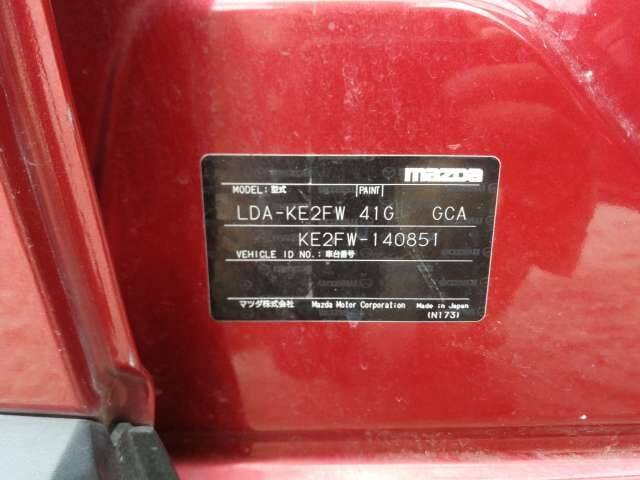 mazda
MODEL:型式 [PAINT]
LDA-KE2FW 41G GCA
KE2FW-140851
VEHICLE ID NO.:車台番号
マツダ株式会社 Mazda Motor Corporation Made in Japan
(N173)